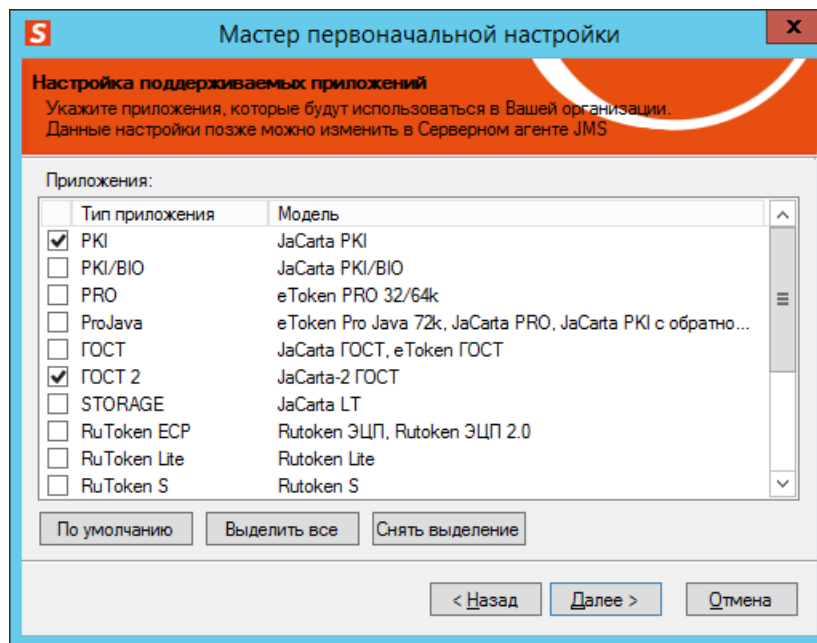 S Мастер первоначальной настройки x
Настройка поддерживаемых приложений
Укажите приложения, которые будут использоваться в Вашей организации.
Данные настройки позже можно изменить в Серверном агенте JMS
Приложения:
Тип приложения Модель
PKI JaCarta PKI
PKI/BIO JaCarta PKI/BIO
PRO eToken PRO 32/64k
ProJava eToken Pro Java 72k, JaCarta PRO, JaCarta PKI с обратно...
ГОСТ JaCarta ГОСТ, eToken ГОСТ
ГОСТ 2 JaCarta-2 ГОСТ
STORAGE JaCarta LT
RuToken ECP Rutoken ЭЦП, Rutoken ЭЦП 2.0
RuToken Lite Rutoken Lite
RuToken S Rutoken S
По умолчанию Выделить все Снять выделение
< Назад Далее > Отмена